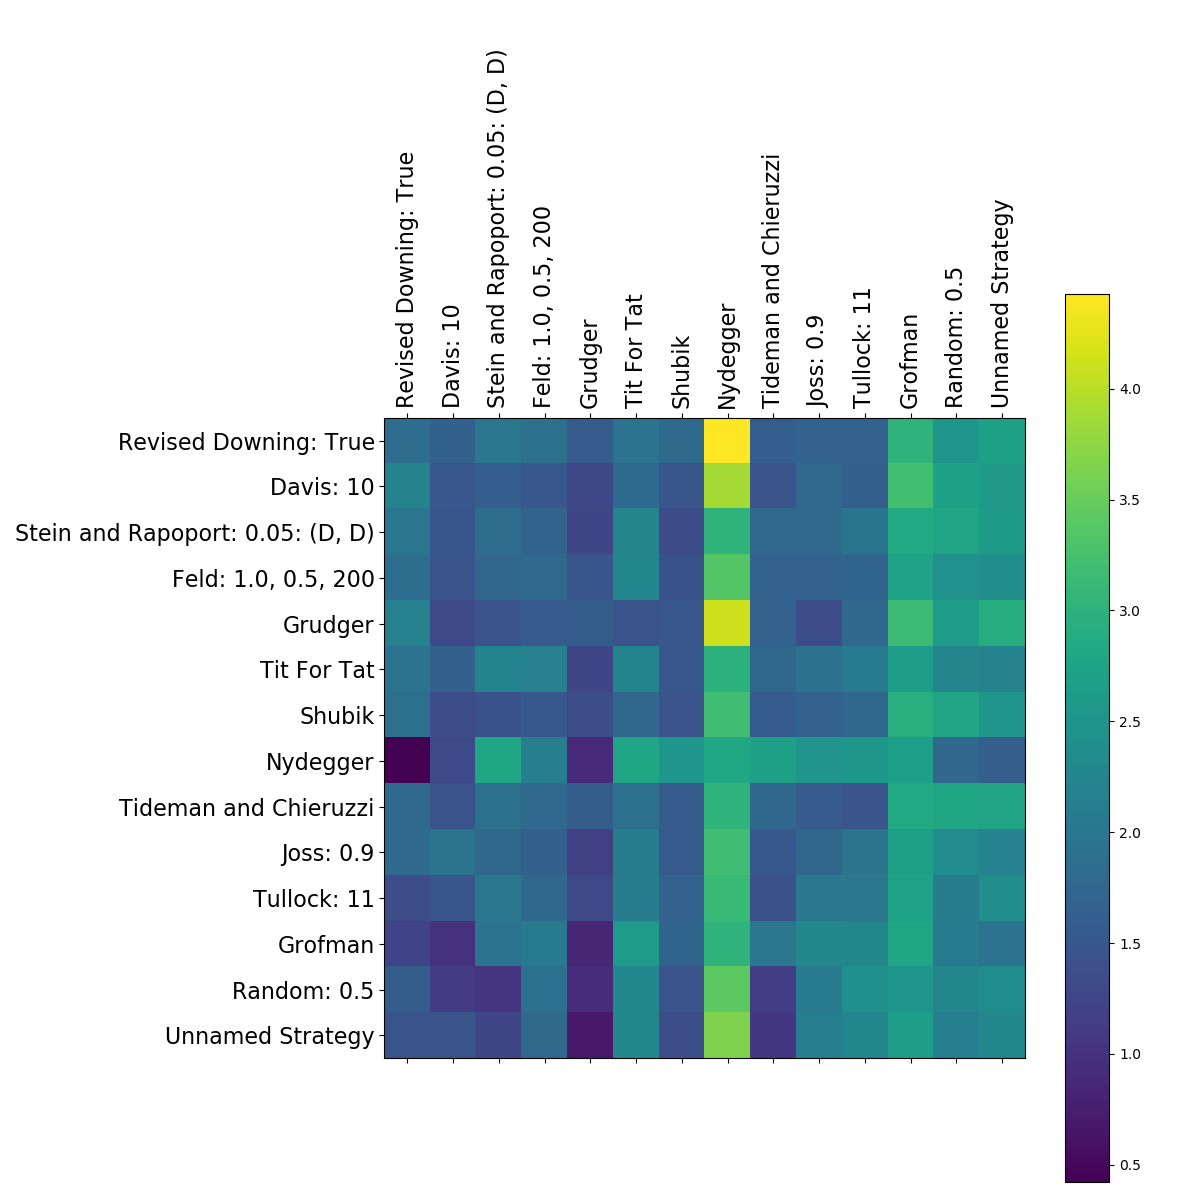 Revised Downing: True
Davis: 10
Stein and Rapoport: 0.05: (D, D)
Feld: 1.0, 0.5, 200
Grudger
Tit For Tat
Shubik
Nydegger
Tideman and Chieruzzi
Joss: 0.9
Tullock: 11
Grofman
Random: 0.5
Unnamed Strategy
Revised Downing: True
Davis: 10
Stein and Rapoport: 0.05: (D, D)
Feld: 1.0, 0.5, 200
Grudger
Tit For Tat
Shubik
Nydegger
Tideman and Chieruzzi
Joss: 0.9
Tullock: 11
Grofman
Random: 0.5
Unnamed Strategy
4.0
3.5
3.0
2.5
2.0
1.5
1.0
0.5